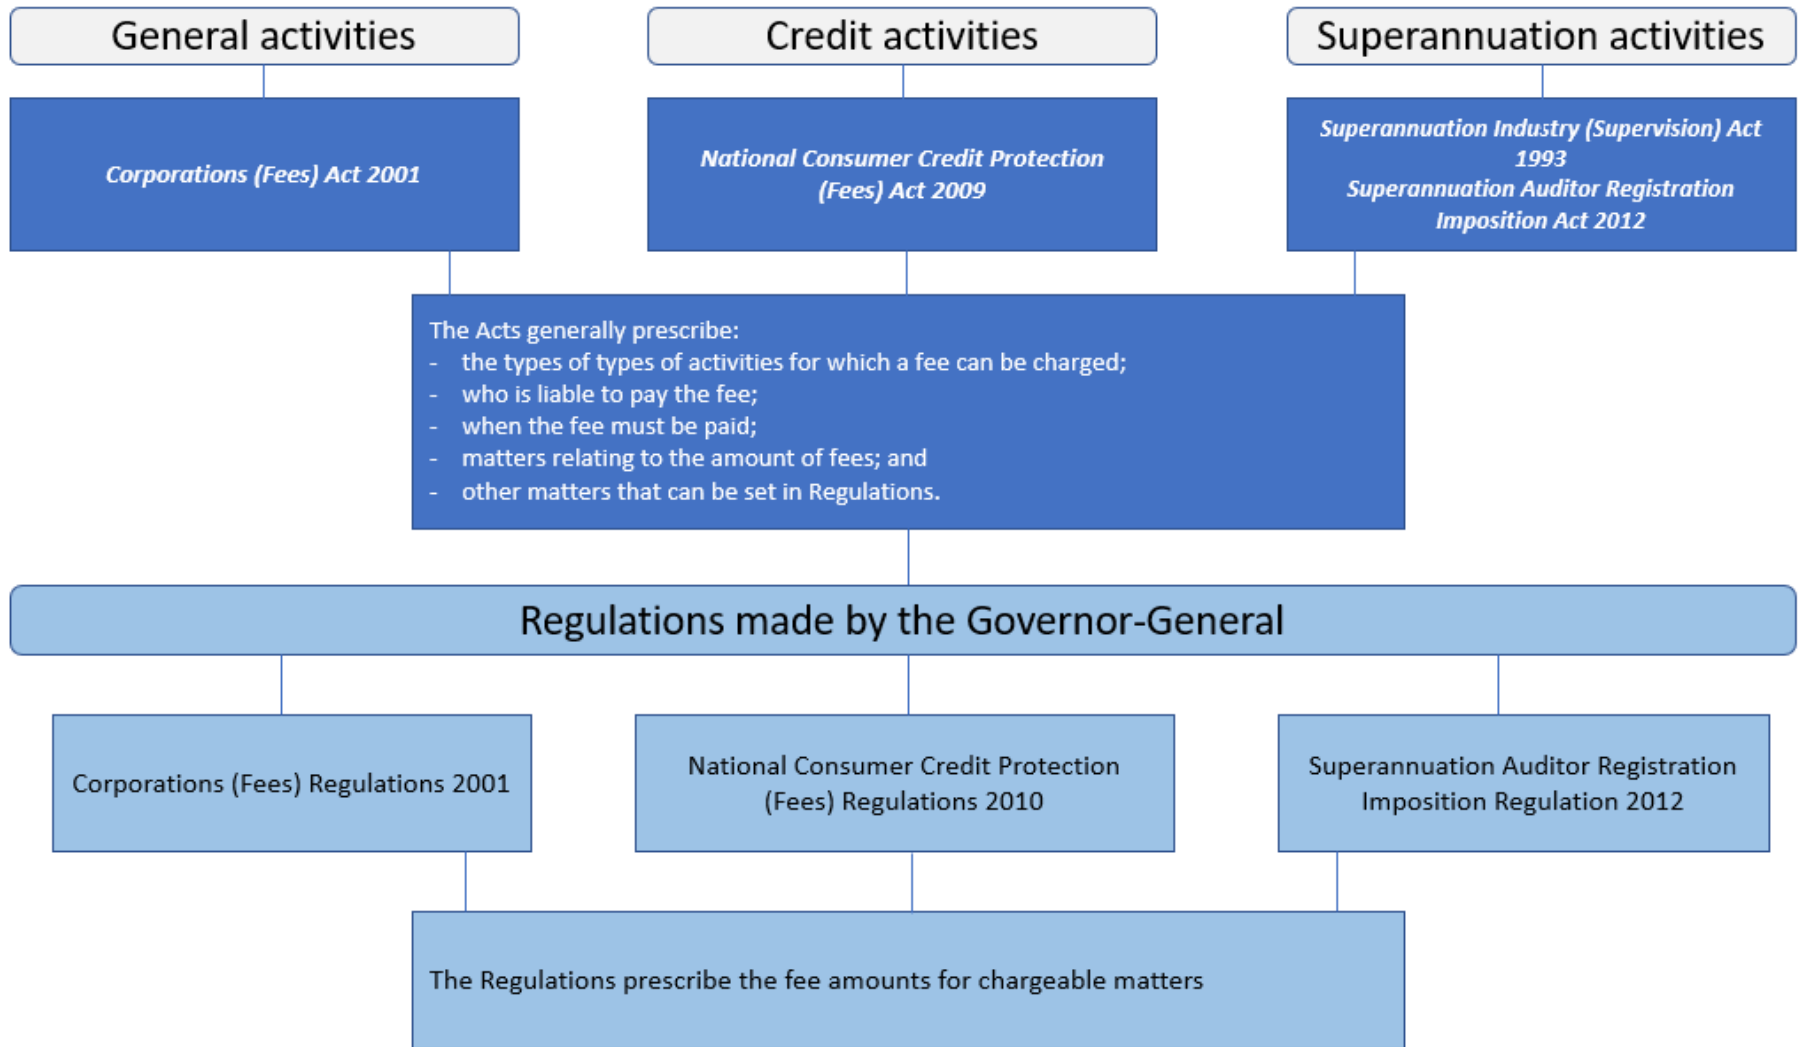 General activities
Credit activities
Superannuation activities
Corporations (Fees) Act 2001
National Consumer Credit Protection
(Fees) Act 2009
Superannuation Industry (Supervision) Act
1993
Superannuation Auditor Registration
Imposition Act 2012
The Acts generally prescribe:
- the types of types of activities for which a fee can be charged;
- who is liable to pay the fee;
- when the fee must be paid;
- matters relating to the amount of fees; and
- other matters that can be set in Regulations.
Regulations made by the Governor-General
Corporations (Fees) Regulations 2001
National Consumer Credit Protection
(Fees) Regulations 2010
Superannuation Auditor Registration
Imposition Regulation 2012
The Regulations prescribe the fee amounts for chargeable matters